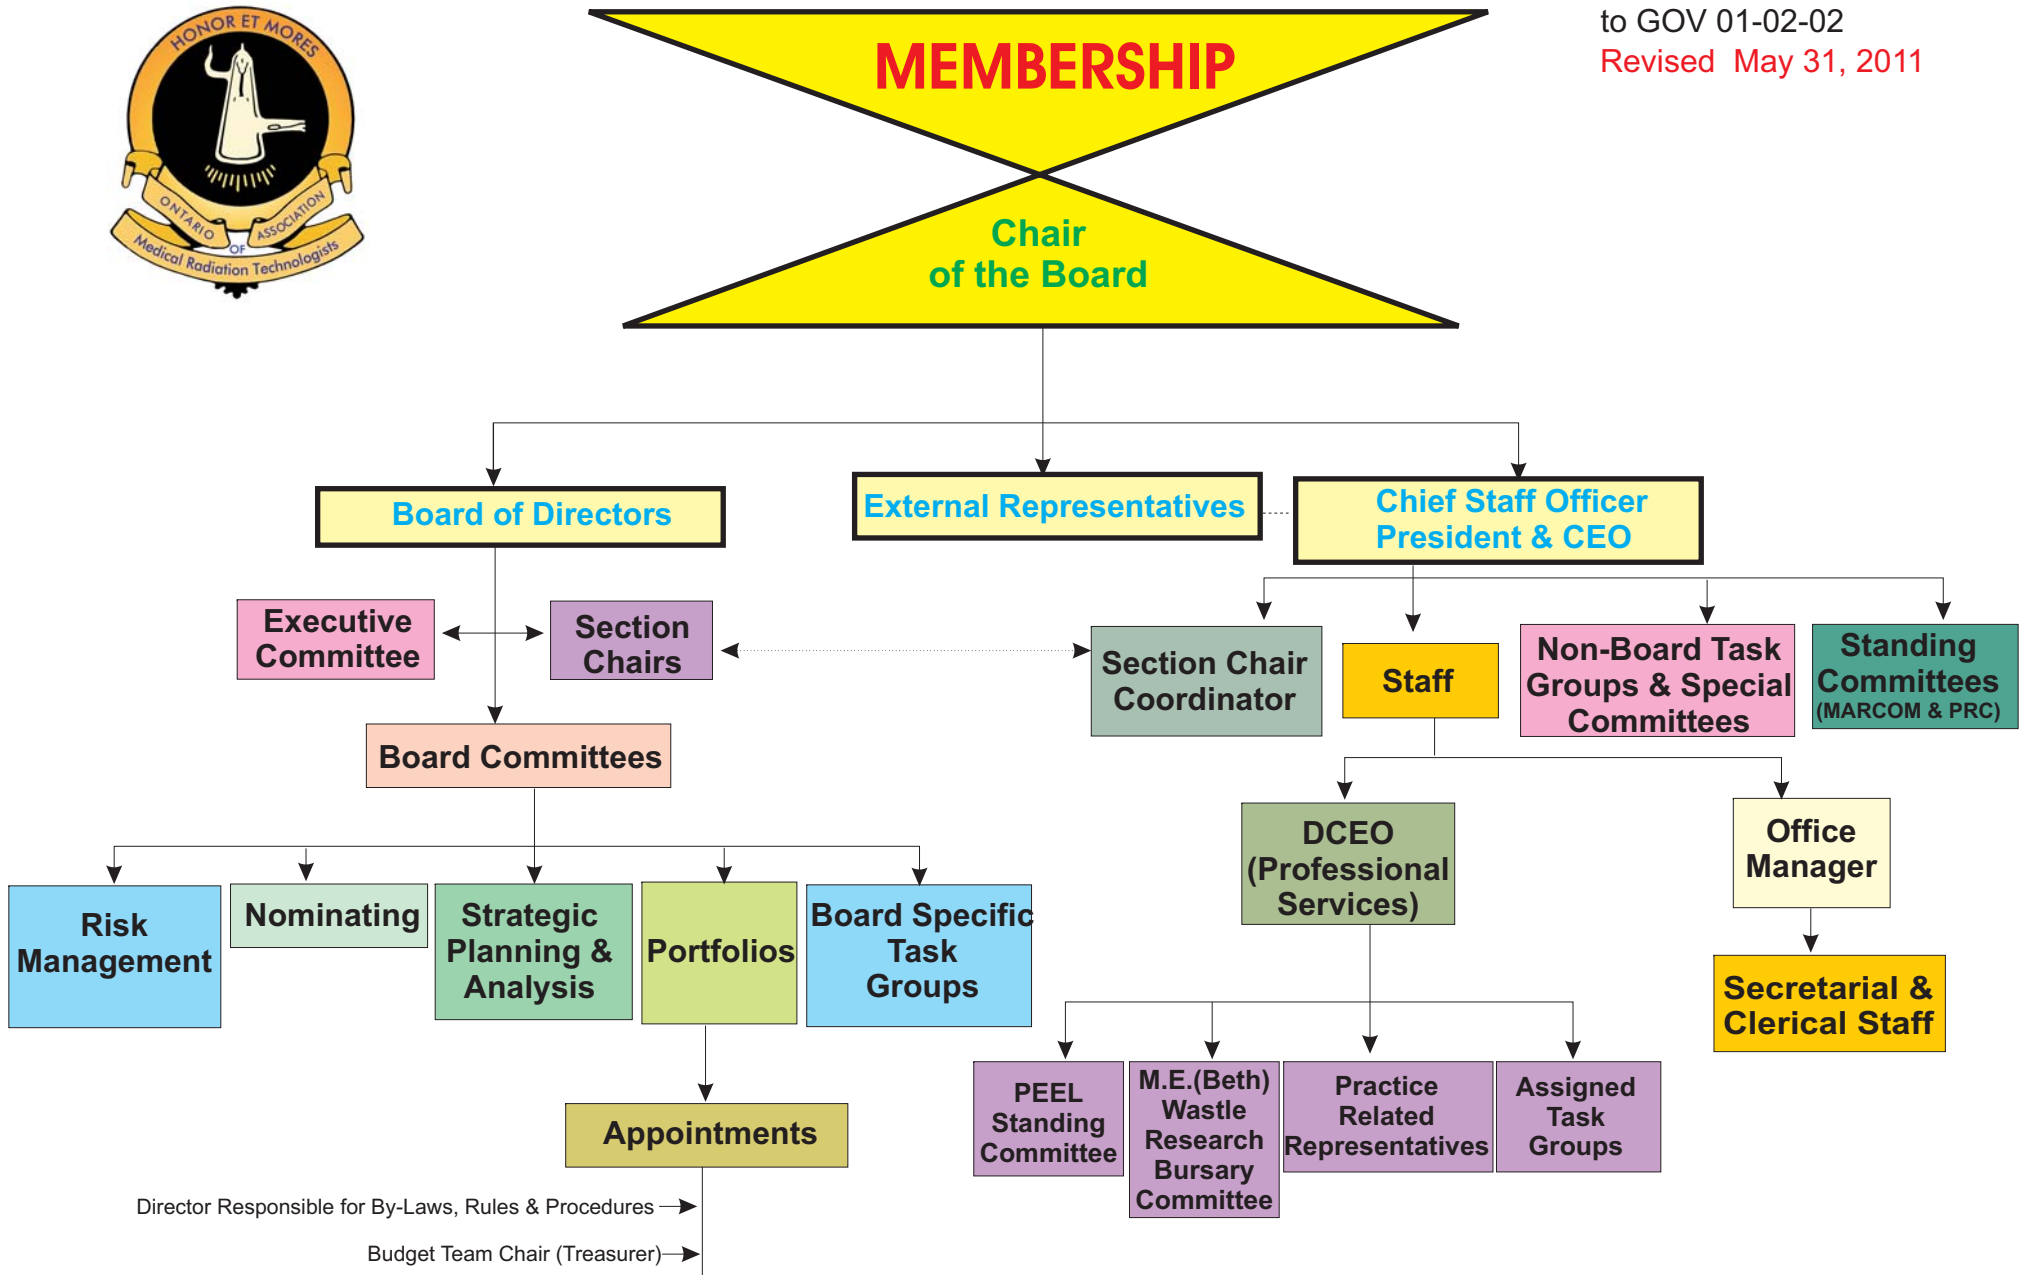 HONOR ET MORES
ONTARIO
OF
ASSOCIATION
Medical Radiation Technologists
to GOV 01-02-02
Revised May 31, 2011
MEMBERSHIP
Chair
of the Board
Board of Directors
External Representatives
Chief Staff Officer
President & CEO
Executive
Committee
Section
Chairs
Section Chair
Coordinator
Staff
Non-Board Task
Groups & Special
Committees
Standing
Committees
(MARCOM & PRC)
Board Committees
DCEO
(Professional
Services)
Office
Manager
Risk
Management
Nominating
Strategic
Planning &
Analysis
Portfolios
Board Specific
Task
Groups
Secretarial &
Clerical Staff
PEEL
Standing
Committee
M.E.(Beth)
Wastle
Research
Bursary
Committee
Practice
Related
Representatives
Assigned
Task
Groups
Appointments
Director Responsible for By-Laws, Rules & Procedures
Budget Team Chair (Treasurer)